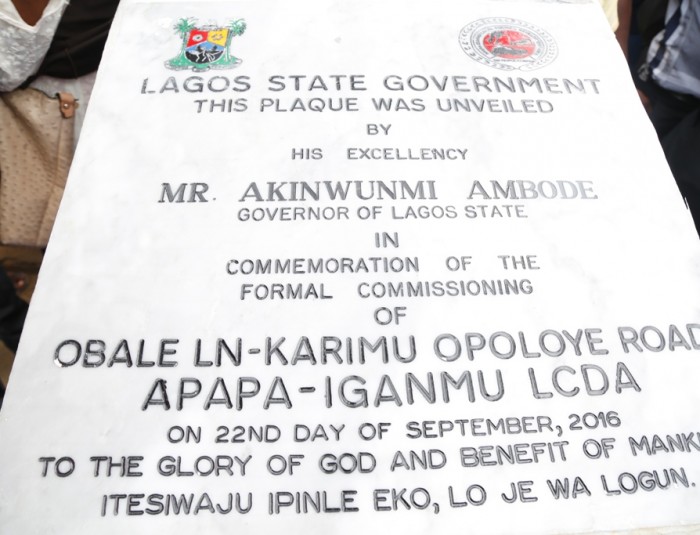 LAGOS STATE GOVERNMENT
THIS PLAQUE WAS UNVEILED
BY
HIS EXCELLENCY
MR. AKINWUNMI AMBODE
GOVERNOR OF LAGOS STATE
IN
COMMEMORATION OF THE
FORMAL COMMISSIONING
OF
OBALE LN-KARIMU OPOLOYE ROAD
APAPA-IGANMU LCDA
ON 22ND DAY OF SEPTEMBER, 2016
TO THE GLORY OF GOD AND BENEFIT OF MANK
ITESIWAJU IPINLE EKO, LO JE WA LOGUN.